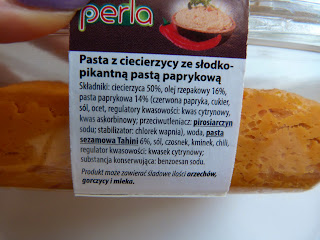 perla
Pasta z ciecierzycy ze słodko-
pikantną pastą paprykową
Składniki: ciecierzyca 50%, olej rzepakowy 16%,
pasta paprykowa 14% (czerwona papryka, cukier,
sól, ocet, regulatory kwasowości: kwas cytrynowy,
kwas askorbinowy; przeciwutleniacz: pirosiarczyn
sodu; stabilizator: chlorek wapnia), woda, pasta
sezamowa Tahini 6%, sól, czosnek, kminek, chili,
regulator kwasowości: kwasek cytrynowy;
substancja konserwująca: benzoesan sodu.
Produkt może zawierać śladowe ilości orzechów,
gorczycy i mleka.